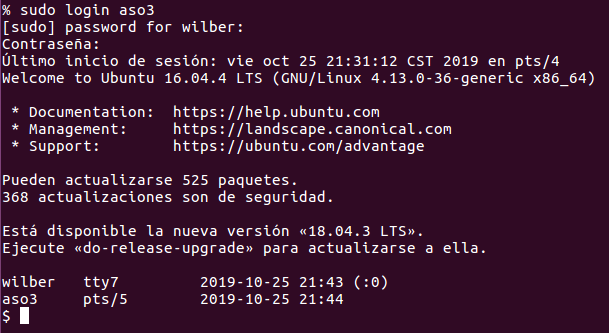 % sudo login aso3
[sudo] password for wilber:
Contraseña:
Último inicio de sesión: vie oct 25 21:31:12 CST 2019 en pts/4
Welcome to Ubuntu 16.04.4 LTS (GNU/Linux 4.13.0-36-generic x86_64)

 * Documentation:  https://help.ubuntu.com
 * Management:     https://landscape.canonical.com
 * Support:        https://ubuntu.com/advantage

Pueden actualizarse 525 paquetes.
368 actualizaciones son de seguridad.

Está disponible la nueva versión «18.04.3 LTS».
Ejecute «do-release-upgrade» para actualizarse a ella.

wilber   tty7         2019-10-25 21:43 (:0)
aso3     pts/5        2019-10-25 21:44
$